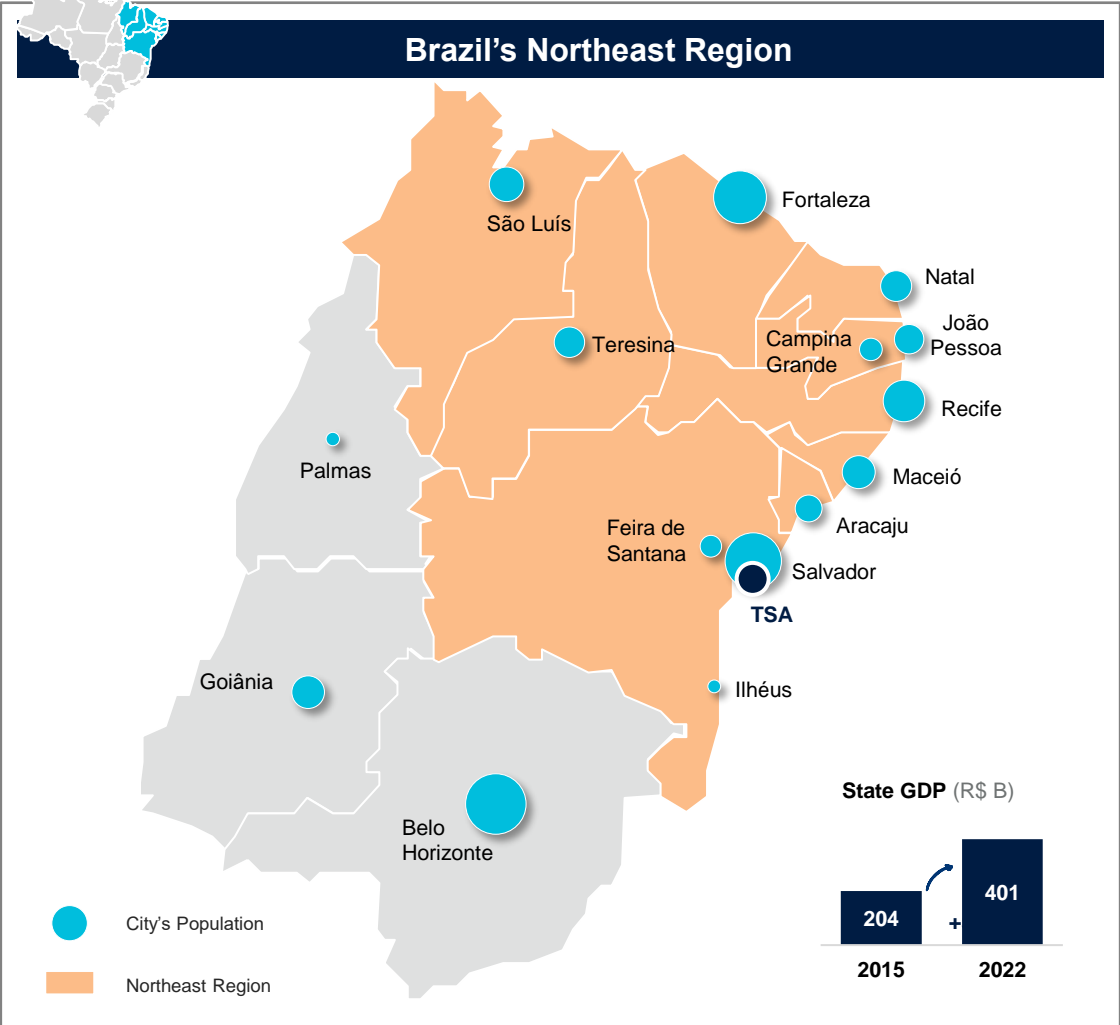 Brazil’s Northeast Region
São Luís
Fortaleza
Natal
João
Pessoa
Campina
Grande
Teresina
Recife
Palmas
Maceió
Aracaju
Feira de
Santana
Salvador
TSA
Goiânia
Ilhéus
Belo
Horizonte
State GDP (R$ B)
204
+
401
2015
2022
City’s Population
Northeast Region